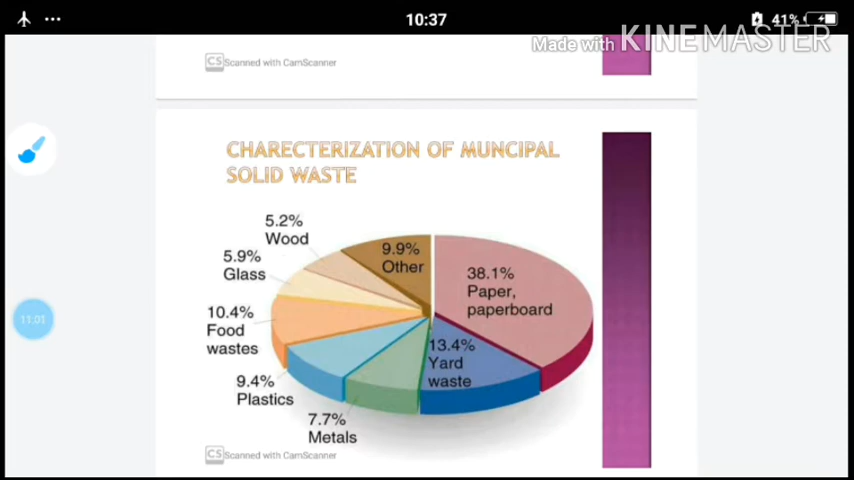 10:37
41%
Made with KINEMASTER
CS Scanned with CamScanner
CHARECTERIZATION OF MUNCIPAL
SOLID WASTE
5.2%
Wood
9.9%
Other
5.9%
Glass
38.1%
Paper,
paperboard
10.4%
Food
wastes
13.4%
Yard
waste
9.4%
Plastics
7.7%
Metals
11:01
CS Scanned with CamScanner